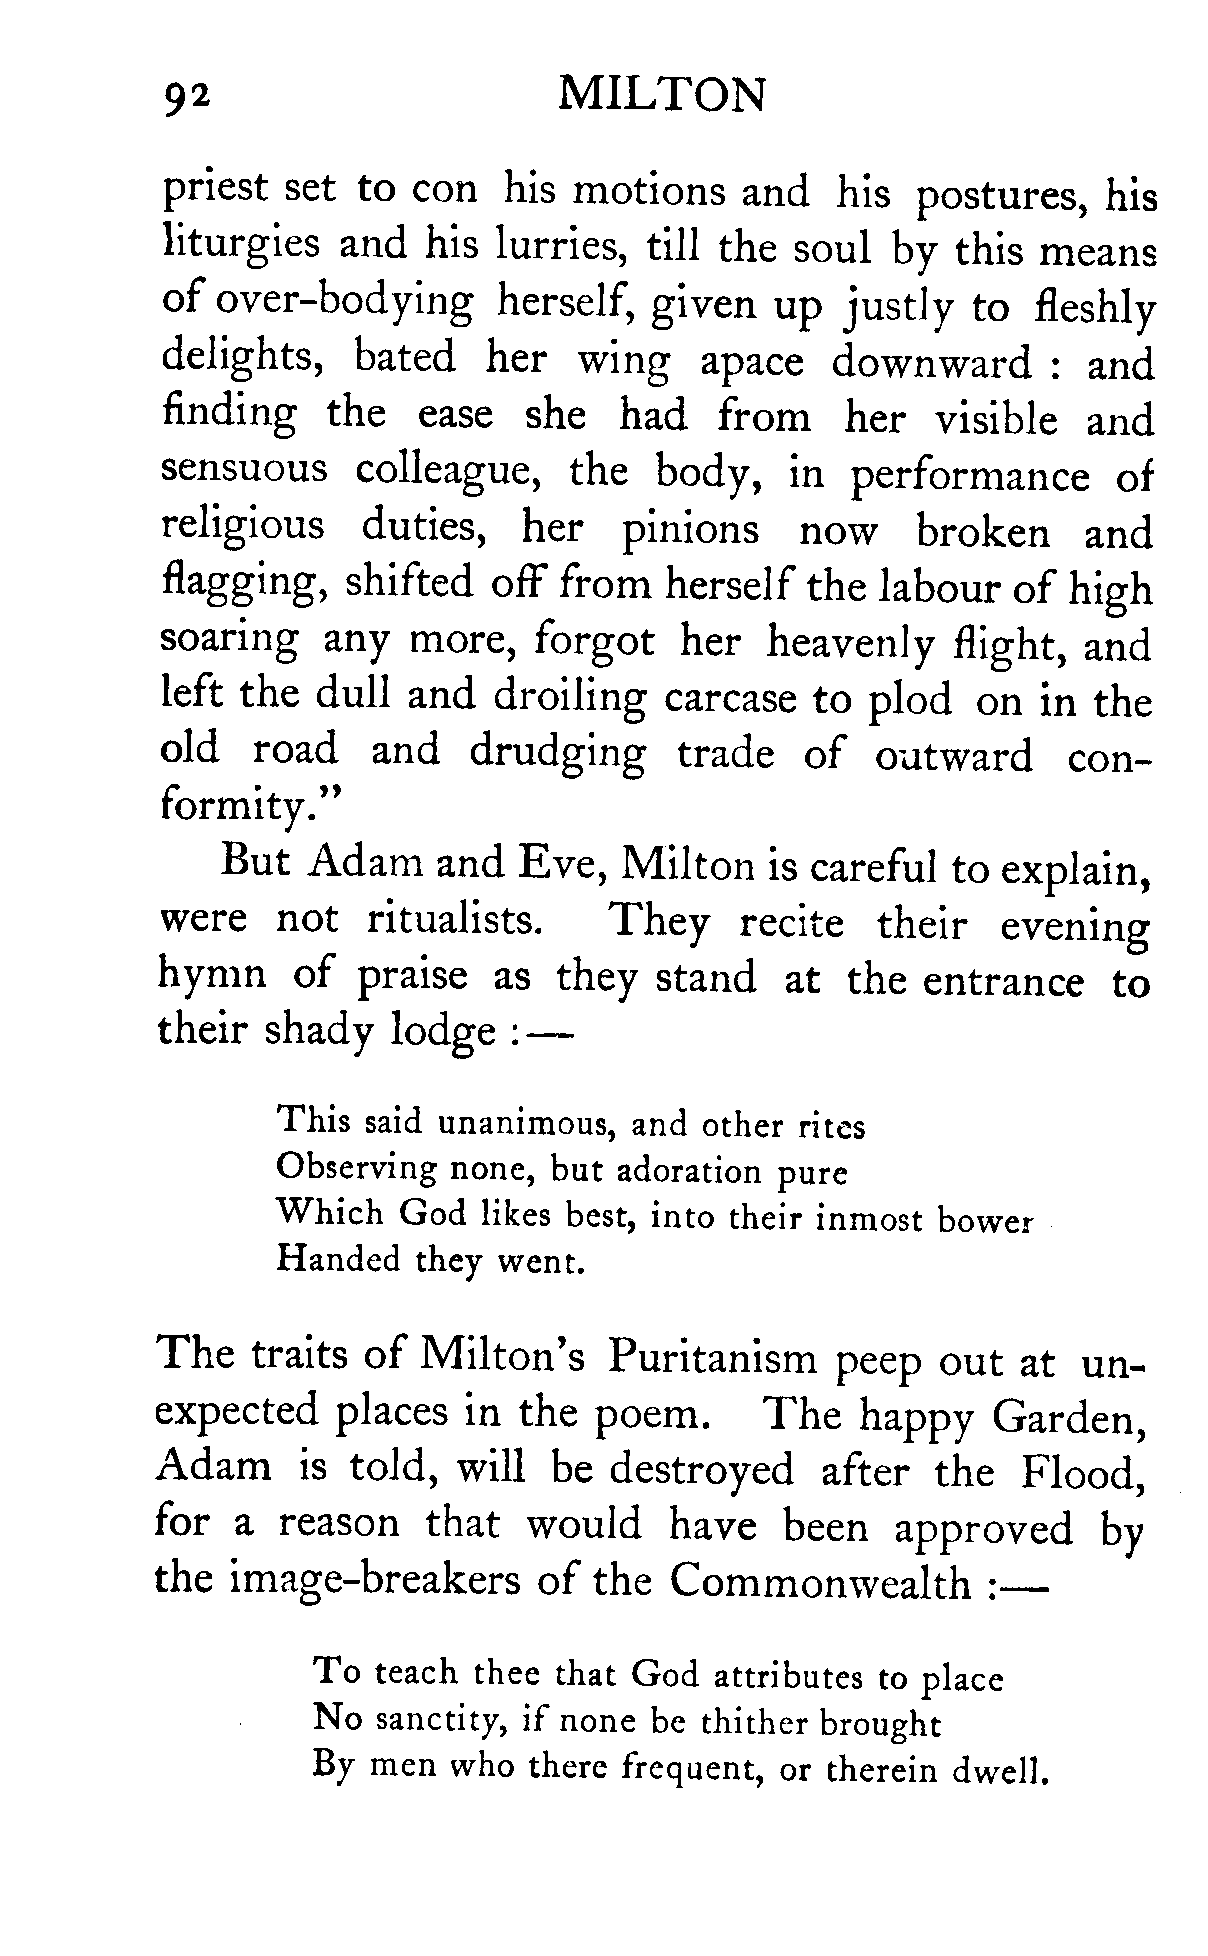 92 MILTON
priest set to con his motions and his postures, his
liturgies and his lurries, till the soul by this means
of over-bodying herself, given up justly to fleshly
delights, bated her wing apace downward : and
finding the ease she had from her visible and
sensuous colleague, the body, in performance of
religious duties, her pinions now broken and
flagging, shifted off from herself the labour of high
soaring any more, forgot her heavenly flight, and
left the dull and droiling carcase to plod on in the
old road and drudging trade of outward con-
formity.”
But Adam and Eve, Milton is careful to explain,
were not ritualists. They recite their evening
hymn of praise as they stand at the entrance to
their shady lodge :—
This said unanimous, and other rites
Observing none, but adoration pure
Which God likes best, into their inmost bower
Handed they went.
The traits of Milton’s Puritanism peep out at un-
expected places in the poem. The happy Garden,
Adam is told, will be destroyed after the Flood,
for a reason that would have been approved by
the image-breakers of the Commonwealth :—
To teach thee that God attributes to place
No sanctity, if none be thither brought
By men who there frequent, or therein dwell.